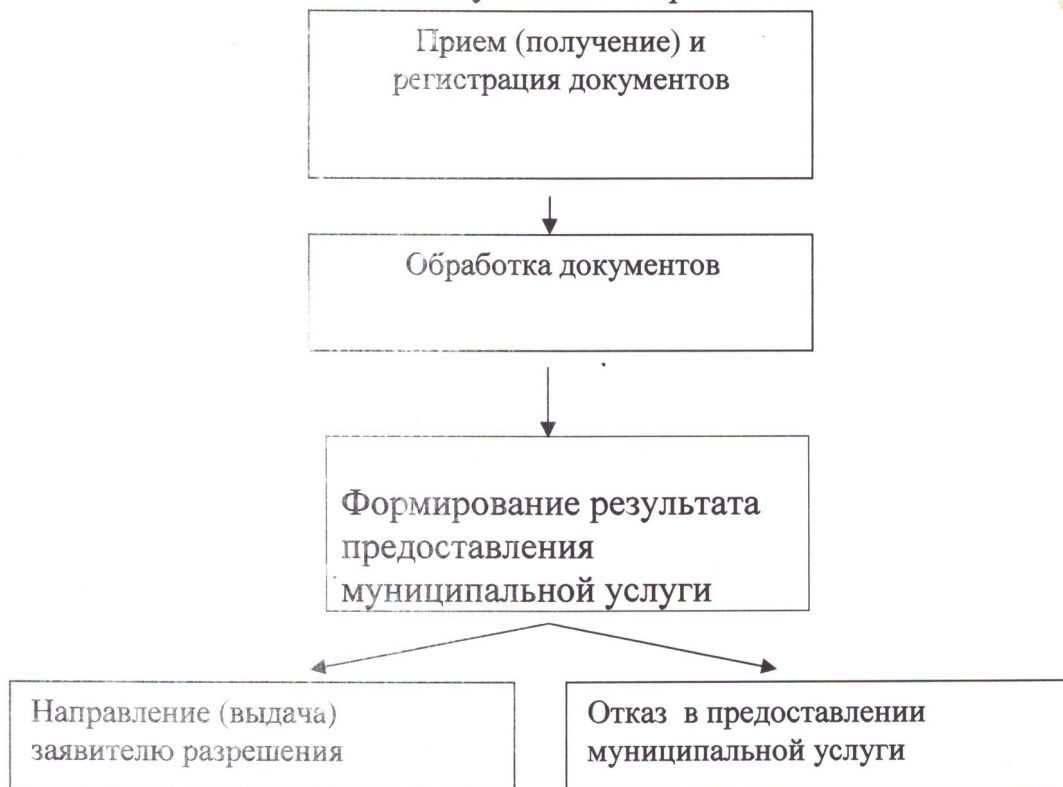 Прием (получение) и
регистрация документов
Обработка документов
Формирование результата
предоставления
муниципальной услуги
Направление (выдача)
заявителю разрешения
Отказ в предоставлении
муниципальной услуги